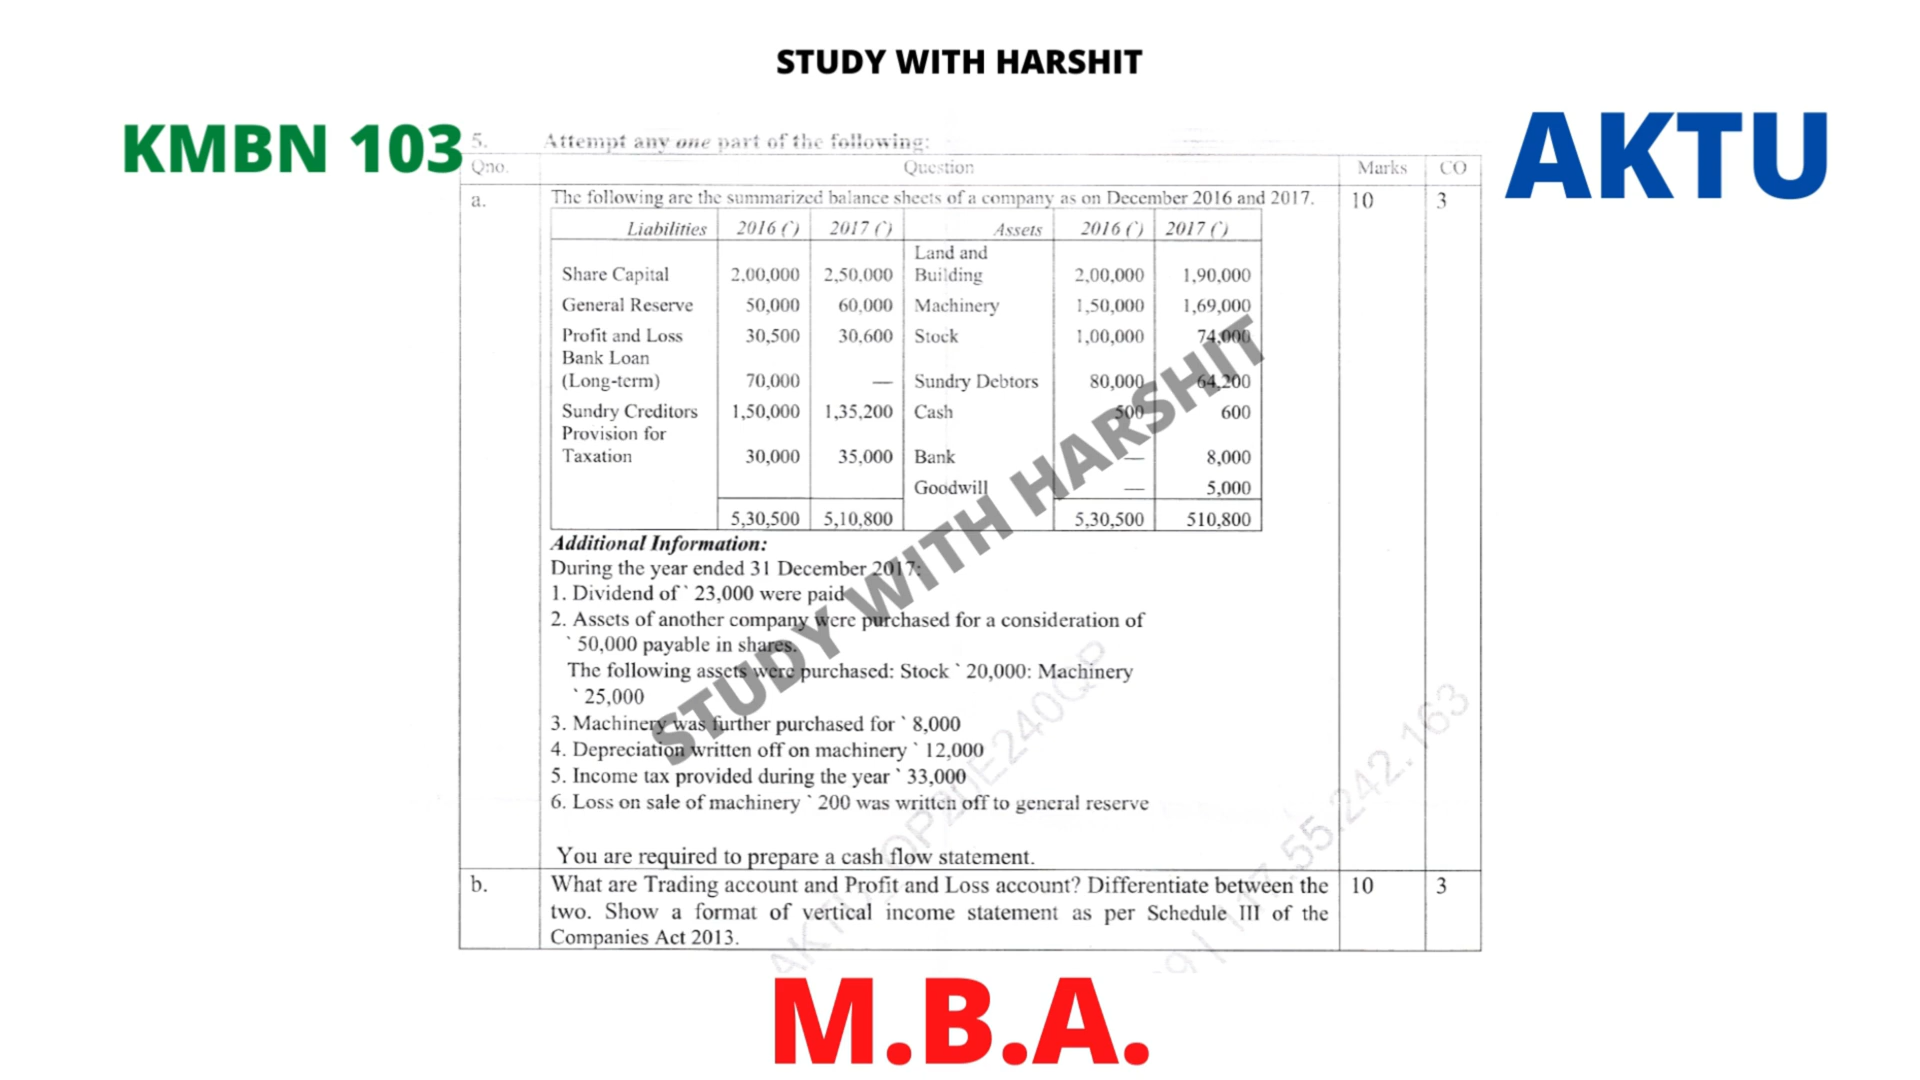 STUDY WITH HARSHIT
KMBN 103
AKTU
5. Attempt any one part of the following:
Qno. Question Marks CO
a. The following are the summarized balance sheets of a company as on December 2016 and 2017. 10 3
Liabilities 2016 (`) 2017 (`) Assets 2016 (`) 2017 (`)
Land and
Share Capital 2,00,000 2,50,000 Building 2,00,000 1,90,000
General Reserve 50,000 60,000 Machinery 1,50,000 1,69,000
Profit and Loss 30,500 30,600 Stock 1,00,000 74,000
Bank Loan
(Long-term) 70,000 — Sundry Debtors 80,000 64,200
Sundry Creditors 1,50,000 1,35,200 Cash 500 600
Provision for
Taxation 30,000 35,000 Bank — 8,000
Goodwill — 5,000
5,30,500 5,10,800 5,30,500 510,800
Additional Information:
During the year ended 31 December 2017:
1. Dividend of ` 23,000 were paid
2. Assets of another company were purchased for a consideration of
` 50,000 payable in shares.
The following assets were purchased: Stock ` 20,000: Machinery
` 25,000
3. Machinery was further purchased for ` 8,000
4. Depreciation written off on machinery ` 12,000
5. Income tax provided during the year ` 33,000
6. Loss on sale of machinery ` 200 was written off to general reserve
You are required to prepare a cash flow statement.
b. What are Trading account and Profit and Loss account? Differentiate between the 10 3
two. Show a format of vertical income statement as per Schedule III of the
Companies Act 2013.
STUDY WITH HARSHIT
M.B.A.